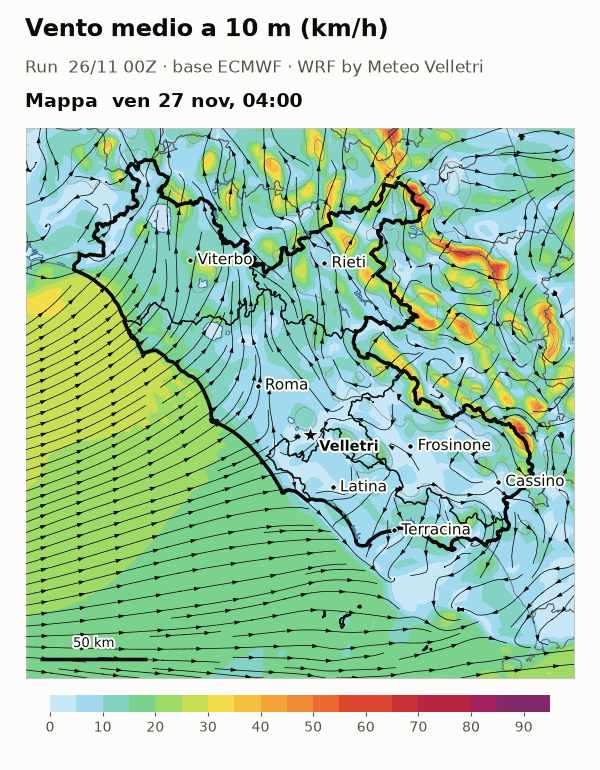 Vento medio a 10 m (km/h)
Run  26/11 00Z · base ECMWF · WRF by Meteo Velletri
Mappa  ven 27 nov, 04:00
Viterbo
Rieti
Roma
Velletri
Frosinone
Latina
Cassino
Terracina
50 km
0 10 20 30 40 50 60 70 80 90